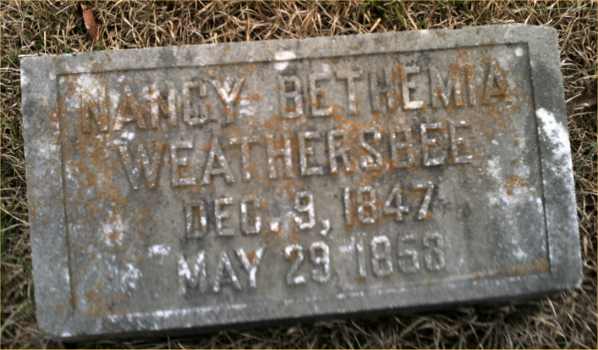 NANCY BETHEMIA
WEATHERSBEE
DEC. 9, 1847
MAY 29, 1858